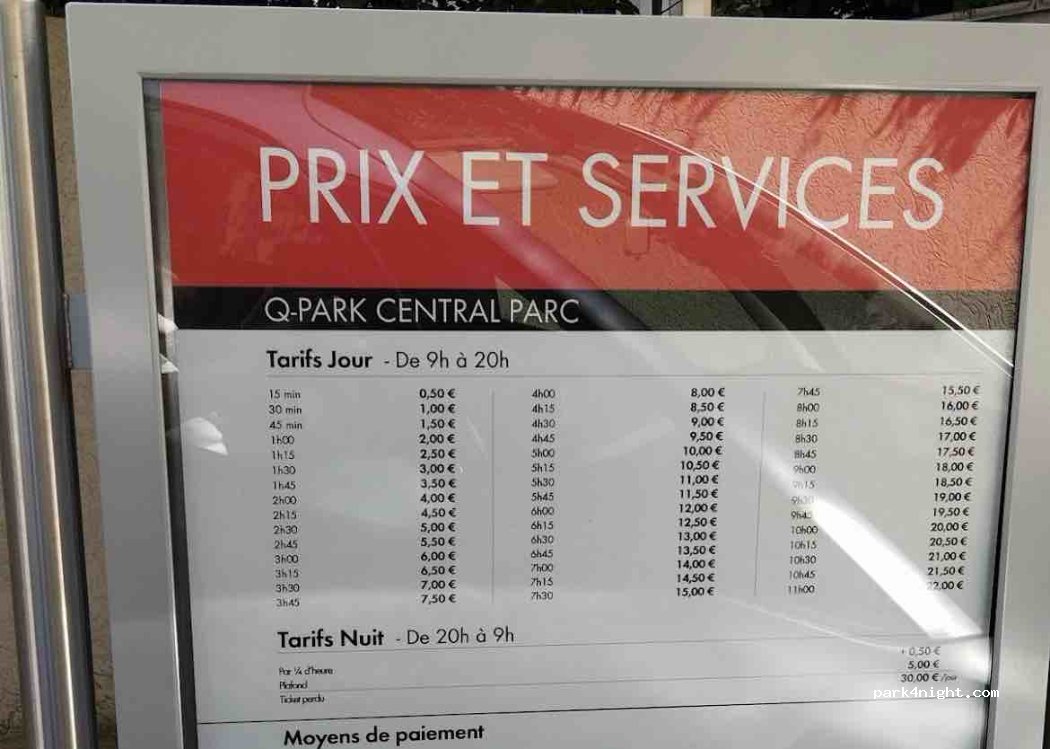 PRIX ET SERVICES
Q-PARK CENTRAL PARC
Tarifs Jour - De 9h à 20h
15 min 0,50 €
30 min 1,00 €
45 min 1,50 €
1h00 2,00 €
1h15 2,50 €
1h30 3,00 €
1h45 3,50 €
2h00 4,00 €
2h15 4,50 €
2h30 5,00 €
2h45 5,50 €
3h00 6,00 €
3h15 6,50 €
3h30 7,00 €
3h45 7,50 €
4h00 8,00 €
4h15 8,50 €
4h30 9,00 €
4h45 9,50 €
5h00 10,00 €
5h15 10,50 €
5h30 11,00 €
5h45 11,50 €
6h00 12,00 €
6h15 12,50 €
6h30 13,00 €
6h45 13,50 €
7h00 14,00 €
7h15 14,50 €
7h30 15,00 €
7h45 15,50 €
8h00 16,00 €
8h15 16,50 €
8h30 17,00 €
8h45 17,50 €
9h00 18,00 €
9h15 18,50 €
9h30 19,00 €
9h45 19,50 €
10h00 20,00 €
10h15 20,50 €
10h30 21,00 €
10h45 21,50 €
11h00 22,00 €
Tarifs Nuit - De 20h à 9h
Par ¼ d'heure + 0,50 €
Plafond 5,00 €
Ticket perdu 30,00 € /jour
park4night.com
Moyens de paiement